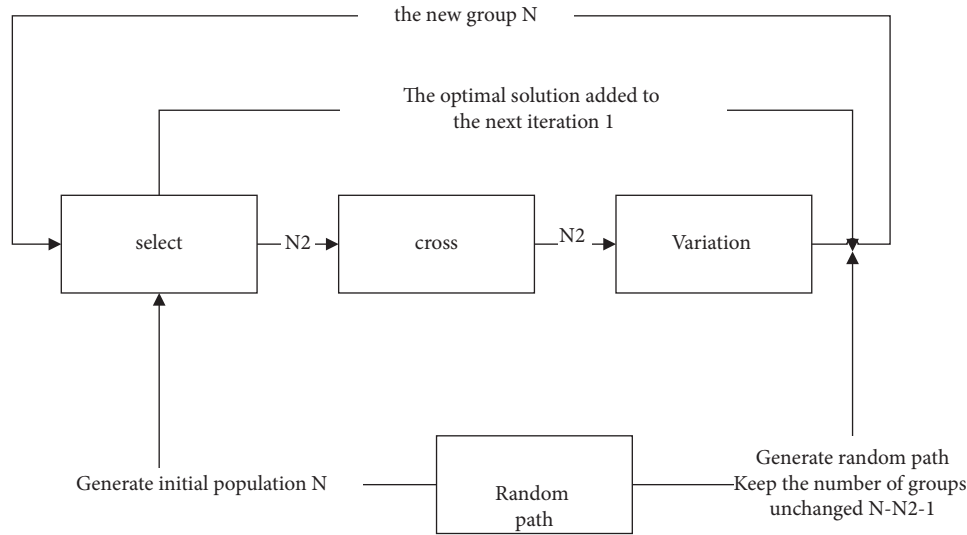 the new group N
The optimal solution added to
the next iteration 1
select
N2
cross
N2
Variation
Generate initial population N
Random
path
Generate random path
Keep the number of groups
unchanged N-N2-1